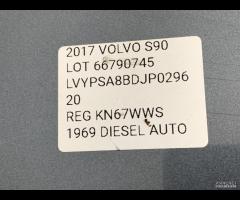 2017 VOLVO S90
LOT 66790745
LVYPSA8BDJP0296
20
REG KN67WWS
1969 DIESEL AUTO